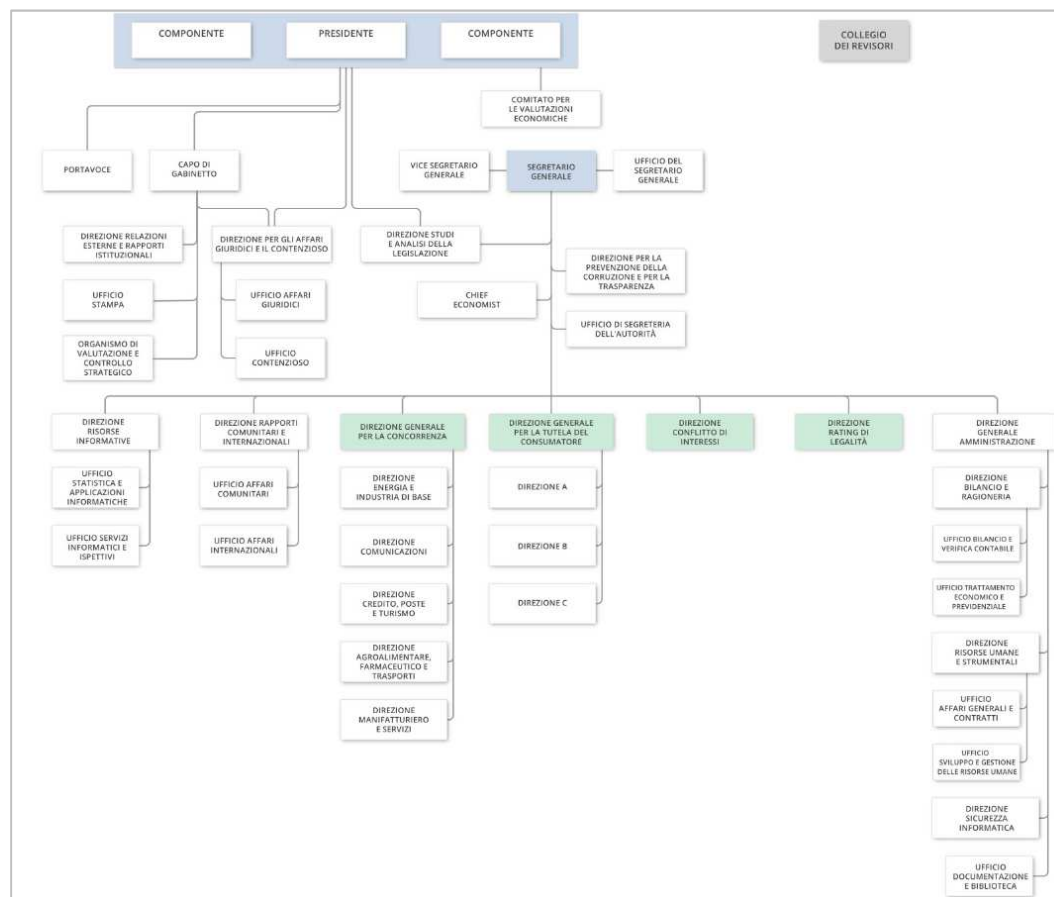 COMPONENTE
PRESIDENTE
COMPONENTE
COLLEGIO
DEI REVISORI
COMITATO PER
LE VALUTAZIONI
ECONOMICHE
PORTAVOCE
CAPO DI
GABINETTO
VICE SEGRETARIO
GENERALE
SEGRETARIO
GENERALE
UFFICIO DEL
SEGRETARIO
GENERALE
DIREZIONE RELAZIONI
ESTERNE E RAPPORTI
ISTITUZIONALI
DIREZIONE PER GLI AFFARI
GIURIDICI E IL CONTENZIOSO
DIREZIONE STUDI
E ANALISI DELLA
LEGISLAZIONE
DIREZIONE PER LA
PREVENZIONE DELLA
CORRUZIONE E PER LA
TRASPARENZA
UFFICIO
STAMPA
UFFICIO AFFARI
GIURIDICI
CHIEF
ECONOMIST
UFFICIO DI SEGRETERIA
DELL'AUTORITÀ
ORGANISMO DI
VALUTAZIONE E
CONTROLLO
STRATEGICO
UFFICIO
CONTENZIOSO
DIREZIONE
RISORSE
INFORMATIVE
DIREZIONE RAPPORTI
COMUNITARI E
INTERNAZIONALI
DIREZIONE GENERALE
PER LA CONCORRENZA
DIREZIONE GENERALE
PER LA TUTELA DEL
CONSUMATORE
DIREZIONE
CONFLITTO DI
INTERESSI
DIREZIONE
RATING DI
LEGALITÀ
DIREZIONE
GENERALE
AMMINISTRAZIONE
UFFICIO
STATISTICA E
APPLICAZIONI
INFORMATICHE
UFFICIO AFFARI
COMUNITARI
DIREZIONE
ENERGIA E
INDUSTRIA DI BASE
DIREZIONE A
DIREZIONE
BILANCIO E
RAGIONERIA
UFFICIO SERVIZI
INFORMATICI E
ISPETTIVI
UFFICIO AFFARI
INTERNAZIONALI
DIREZIONE
COMUNICAZIONI
DIREZIONE B
UFFICIO BILANCIO E
VERIFICA CONTABILE
DIREZIONE
CREDITO, POSTE
E TURISMO
DIREZIONE C
UFFICIO TRATTAMENTO
ECONOMICO E
PREVIDENZIALE
DIREZIONE
AGROALIMENTARE,
FARMACEUTICO E
TRASPORTI
DIREZIONE
RISORSE UMANE
E STRUMENTALI
DIREZIONE
MANIFATTURIERO
E SERVIZI
UFFICIO
AFFARI GENERALI E
CONTRATTI
UFFICIO
SVILUPPO E GESTIONE
DELLE RISORSE UMANE
DIREZIONE
SICUREZZA
INFORMATICA
UFFICIO
DOCUMENTAZIONE
E BIBLIOTECA